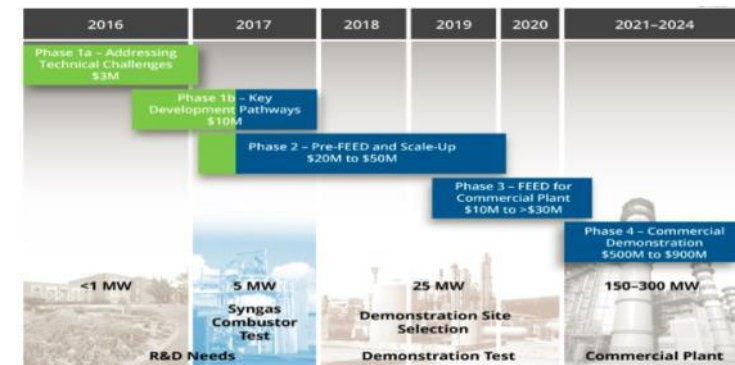 2016 2017 2018 2019 2020 2021–2024
Phase 1a – Addressing
Technical Challenges
$3M
Phase 1b – Key
Development Pathways
$10M
Phase 2 – Pre-FEED and Scale-Up
$20M to $50M
Phase 3 – FEED for
Commercial Plant
$10M to >$30M
Phase 4 – Commercial
Demonstration
$500M to $900M
<1 MW
5 MW
25 MW
150–300 MW
Syngas
Combustor
Test
Demonstration Site
Selection
R&D Needs
Demonstration Test
Commercial Plant